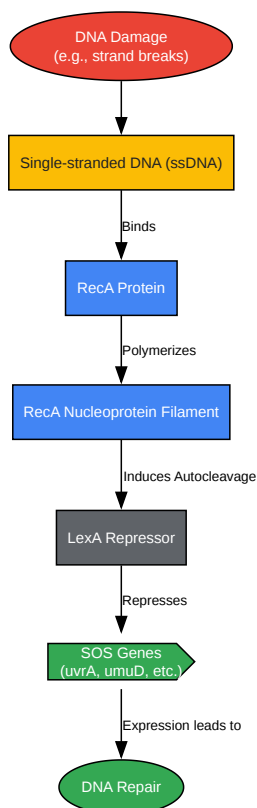 DNA Damage
(e.g., strand breaks)
Single-stranded DNA (ssDNA)
Binds
RecA Protein
Polymerizes
RecA Nucleoprotein Filament
Induces Autocleavage
LexA Repressor
Represses
SOS Genes
(uvrA, umuD, etc.)
Expression leads to
DNA Repair